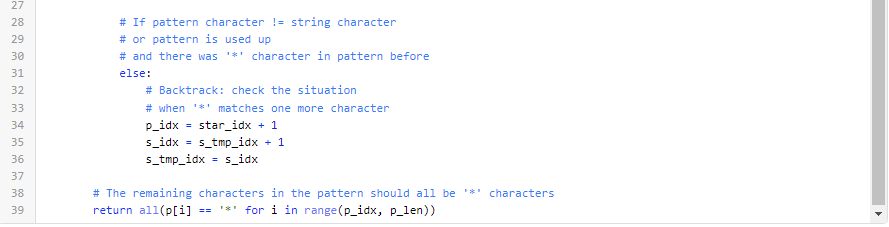 27
28 # If pattern character != string character
29 # or pattern is used up
30 # and there was '*' character in pattern before
31 else:
32 # Backtrack: check the situation
33 # when '*' matches one more character
34 p_idx = star_idx + 1
35 s_idx = s_tmp_idx + 1
36 s_tmp_idx = s_idx
37
38 # The remaining characters in the pattern should all be '*' characters
39 return all(p[i] == '*' for i in range(p_idx, p_len))